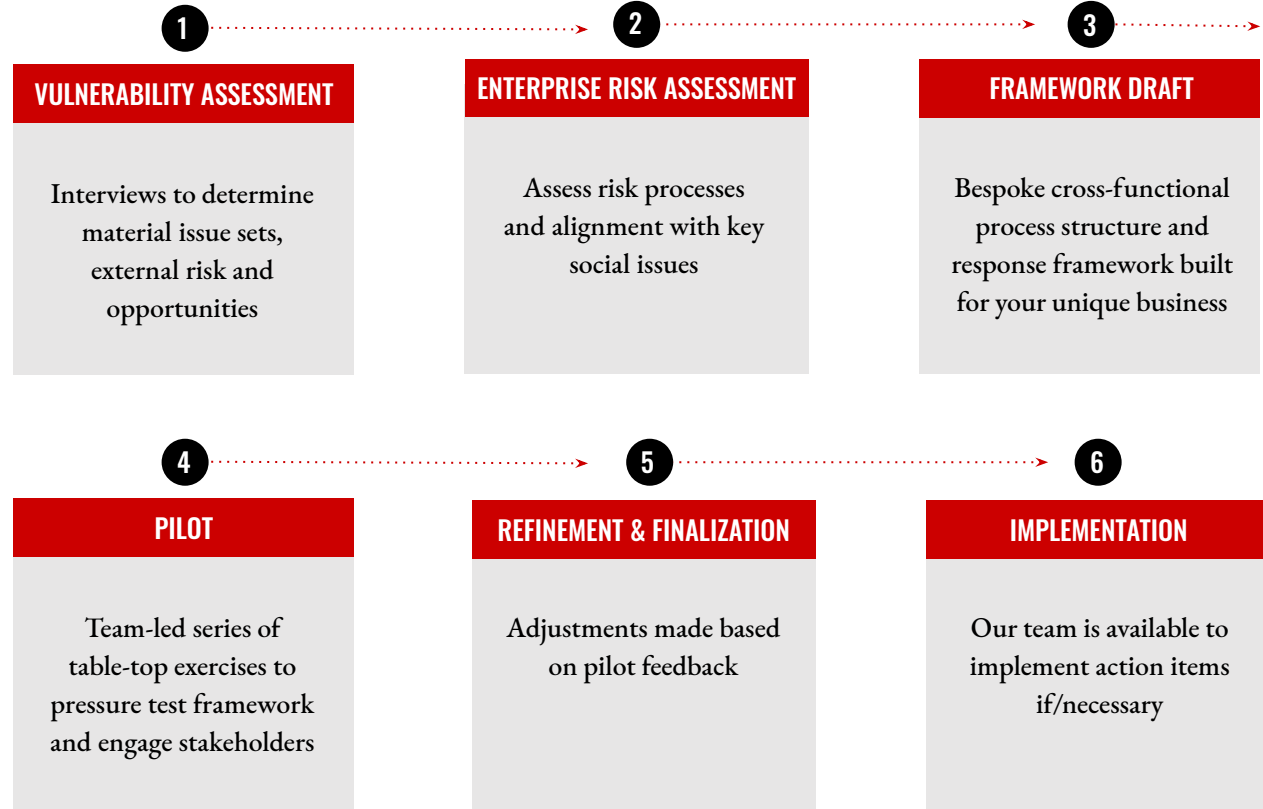 1
2
3
VULNERABILITY ASSESSMENT
Interviews to determine
material issue sets,
external risk and
opportunities
ENTERPRISE RISK ASSESSMENT
Assess risk processes
and alignment with key
social issues
FRAMEWORK DRAFT
Bespoke cross-functional
process structure and
response framework built
for your unique business
4
5
6
PILOT
Team-led series of
table-top exercises to
pressure test framework
and engage stakeholders
REFINEMENT & FINALIZATION
Adjustments made based
on pilot feedback
IMPLEMENTATION
Our team is available to
implement action items
if/necessary